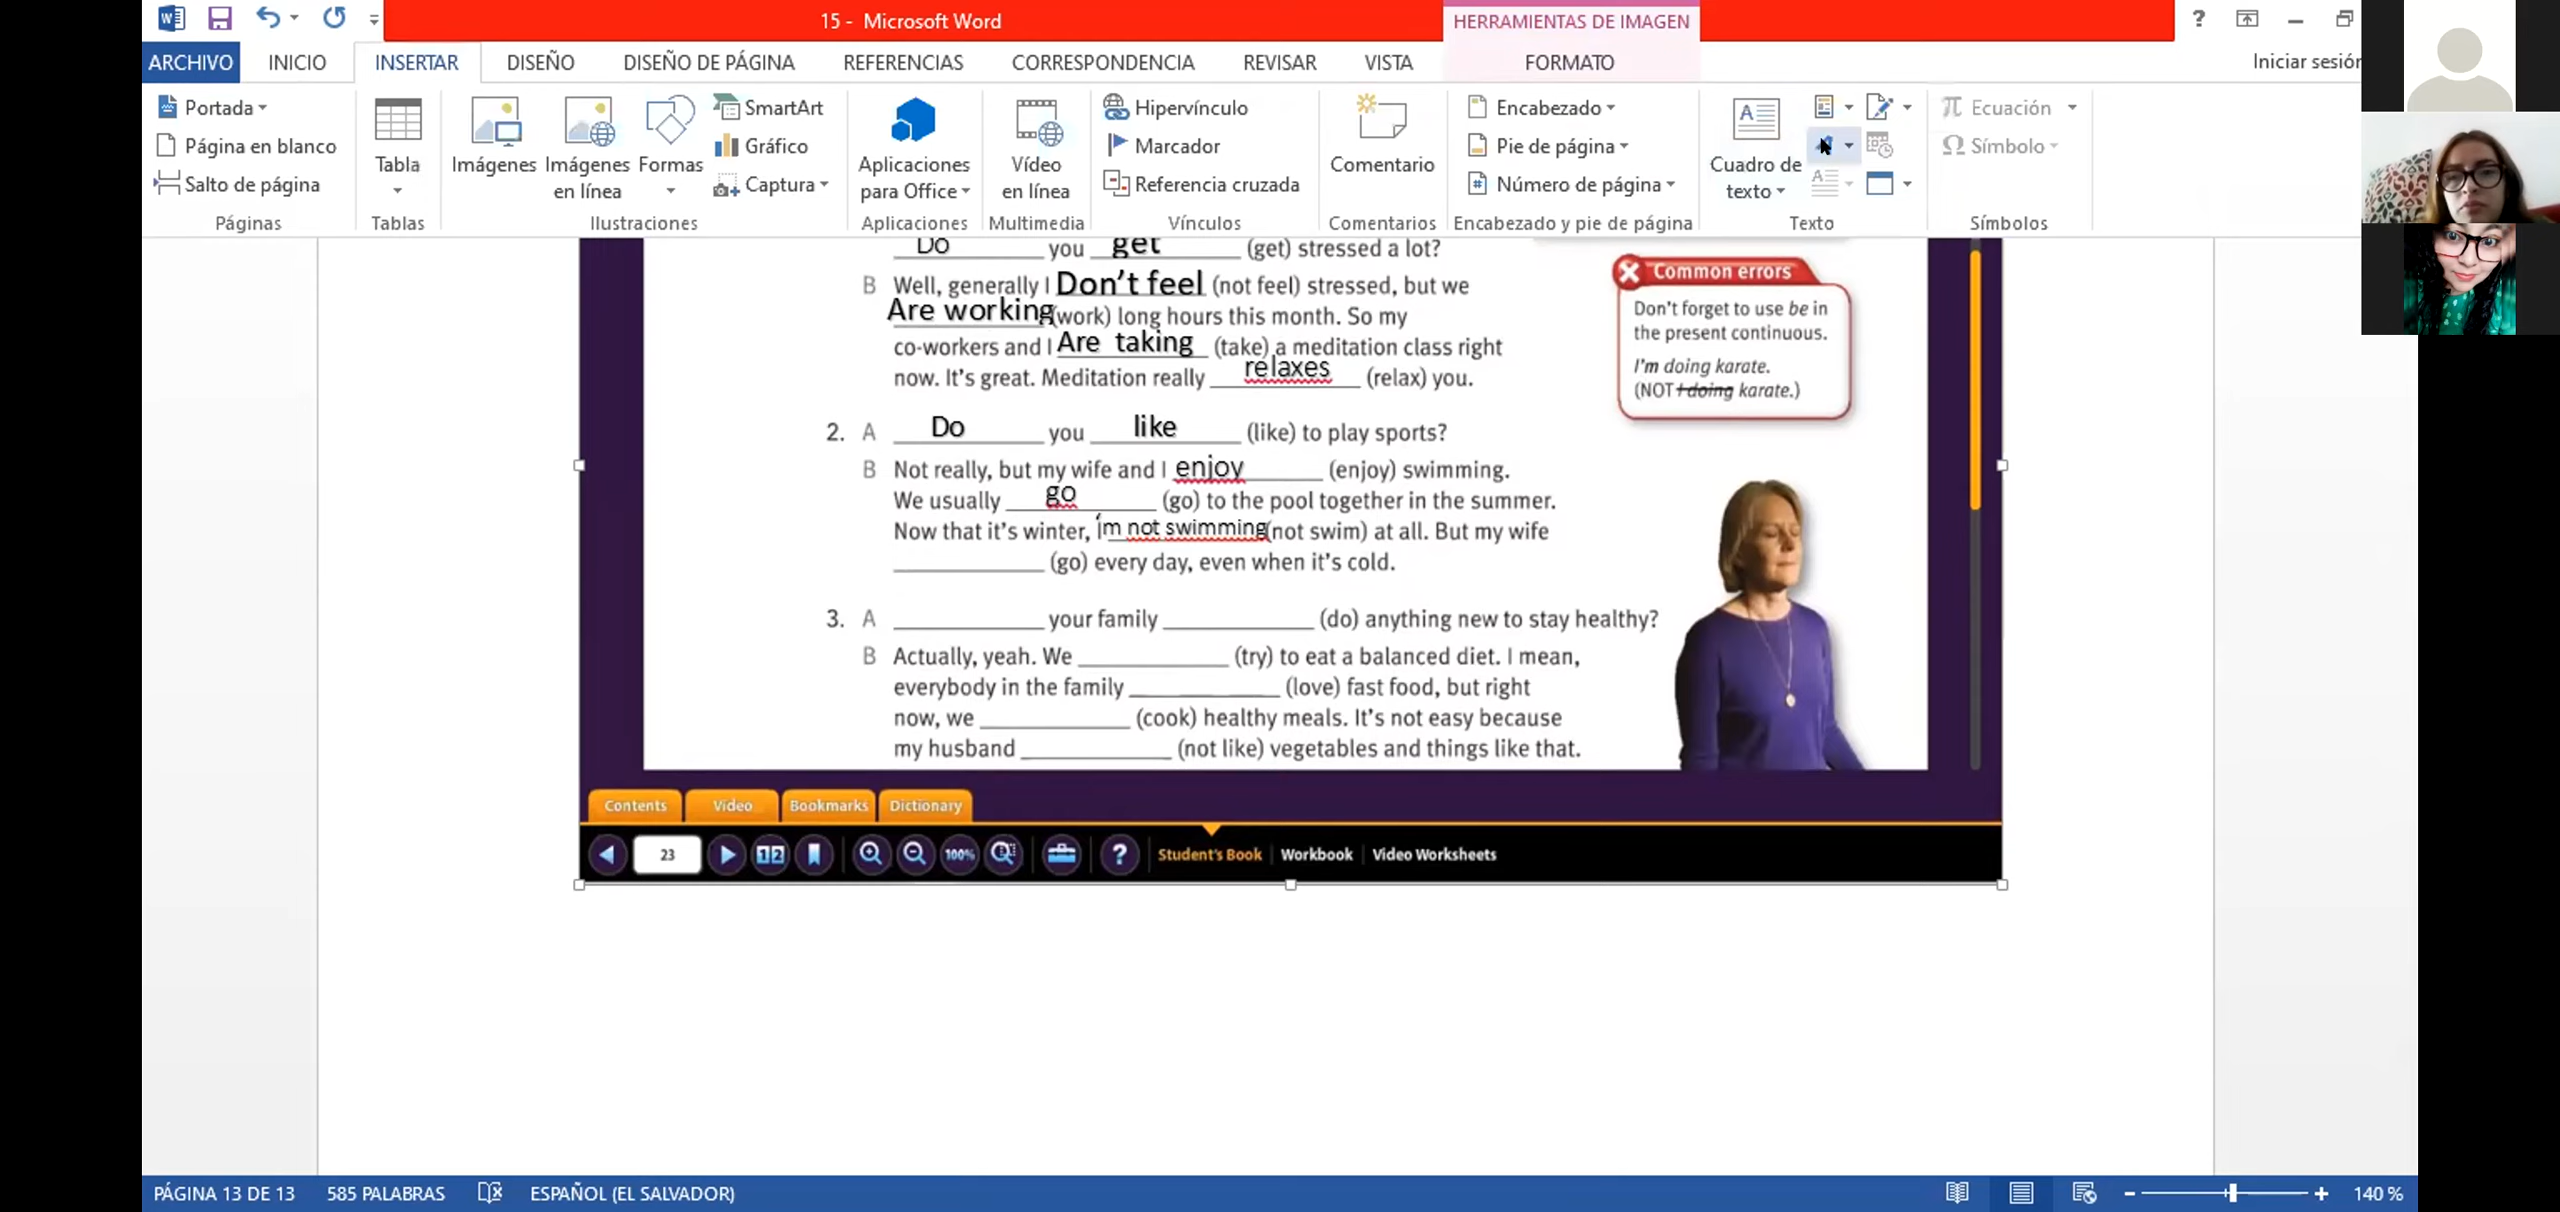 15 - Microsoft Word
HERRAMIENTAS DE IMAGEN
?
ARCHIVO INICIO INSERTAR DISEÑO DISEÑO DE PÁGINA REFERENCIAS CORRESPONDENCIA REVISAR VISTA FORMATO
Iniciar sesión
Portada
Página en blanco
Salto de página
Páginas
Tabla
Tablas
Imágenes
Imágenes en línea
Formas
SmartArt
Gráfico
Captura
Ilustraciones
Aplicaciones para Office
Aplicaciones
Vídeo en línea
Multimedia
Hipervínculo
Marcador
Referencia cruzada
Vínculos
Comentario
Comentarios
Encabezado
Pie de página
Número de página
Encabezado y pie de página
Cuadro de texto
Texto
π Ecuación
Ω Símbolo
Símbolos
Do you get (get) stressed a lot?
B Well, generally I Don't feel (not feel) stressed, but we
Are working (work) long hours this month. So my
co-workers and I Are taking (take) a meditation class right
now. It's great. Meditation really relaxes (relax) you.
2. A Do you like (like) to play sports?
B Not really, but my wife and I enjoy (enjoy) swimming.
We usually go (go) to the pool together in the summer.
Now that it's winter, I´m not swimming (not swim) at all. But my wife
(go) every day, even when it's cold.
3. A your family (do) anything new to stay healthy?
B Actually, yeah. We (try) to eat a balanced diet. I mean,
everybody in the family (love) fast food, but right
now, we (cook) healthy meals. It's not easy because
my husband (not like) vegetables and things like that.
Common errors
Don't forget to use be in
the present continuous.
I'm doing karate.
(NOT I doing karate.)
Contents Video Bookmarks Dictionary
23 12 100% ? Student's Book Workbook Video Worksheets
PÁGINA 13 DE 13 585 PALABRAS ESPAÑOL (EL SALVADOR) 140 %